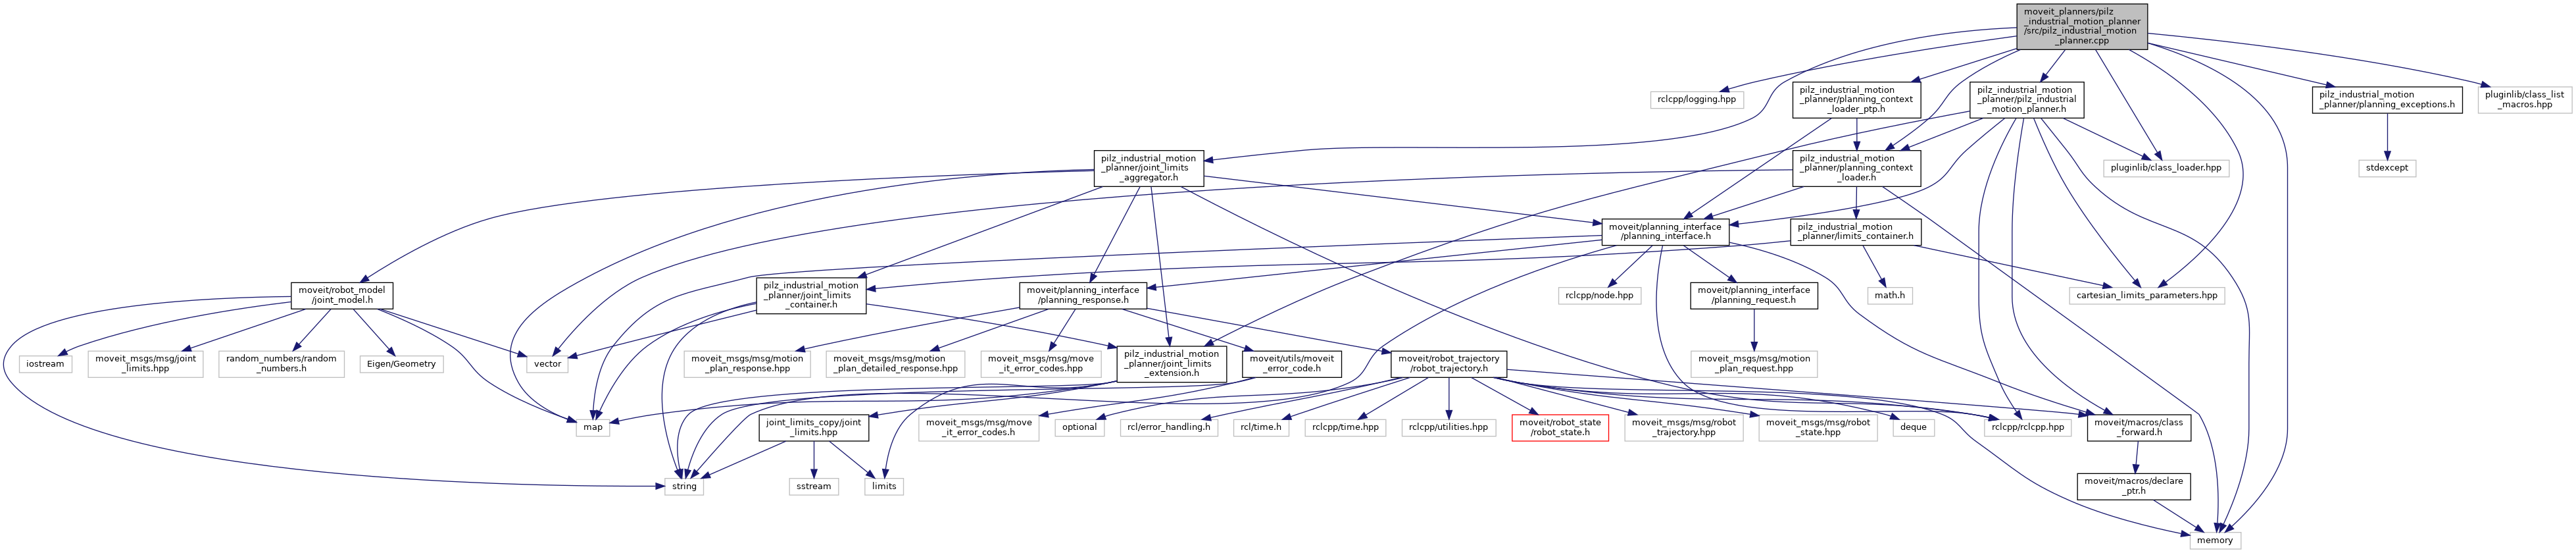 moveit_planners/pilz
_industrial_motion_planner
/src/pilz_industrial_motion
_planner.cpp
rclcpp/logging.hpp
pilz_industrial_motion
_planner/planning_context
_loader_ptp.h
pilz_industrial_motion
_planner/pilz_industrial
_motion_planner.h
pilz_industrial_motion
_planner/planning_exceptions.h
pluginlib/class_list
_macros.hpp
pilz_industrial_motion
_planner/joint_limits
_aggregator.h
pilz_industrial_motion
_planner/planning_context
_loader.h
pluginlib/class_loader.hpp
stdexcept
moveit/planning_interface
/planning_interface.h
pilz_industrial_motion
_planner/limits_container.h
moveit/robot_model
/joint_model.h
pilz_industrial_motion
_planner/joint_limits
_container.h
moveit/planning_interface
/planning_response.h
rclcpp/node.hpp
moveit/planning_interface
/planning_request.h
math.h
cartesian_limits_parameters.hpp
iostream
moveit_msgs/msg/joint
_limits.hpp
random_numbers/random
_numbers.h
Eigen/Geometry
vector
moveit_msgs/msg/motion
_plan_response.hpp
moveit_msgs/msg/motion
_plan_detailed_response.hpp
moveit_msgs/msg/move
_it_error_codes.hpp
pilz_industrial_motion
_planner/joint_limits
_extension.h
moveit/utils/moveit
_error_code.h
moveit/robot_trajectory
/robot_trajectory.h
moveit_msgs/msg/motion
_plan_request.hpp
map
joint_limits_copy/joint
_limits.hpp
moveit_msgs/msg/move
_it_error_codes.h
optional
rcl/error_handling.h
rcl/time.h
rclcpp/time.hpp
rclcpp/utilities.hpp
moveit/robot_state
/robot_state.h
moveit_msgs/msg/robot
_trajectory.hpp
moveit_msgs/msg/robot
_state.hpp
deque
rclcpp/rclcpp.hpp
moveit/macros/class
_forward.h
string
sstream
limits
moveit/macros/declare
_ptr.h
memory